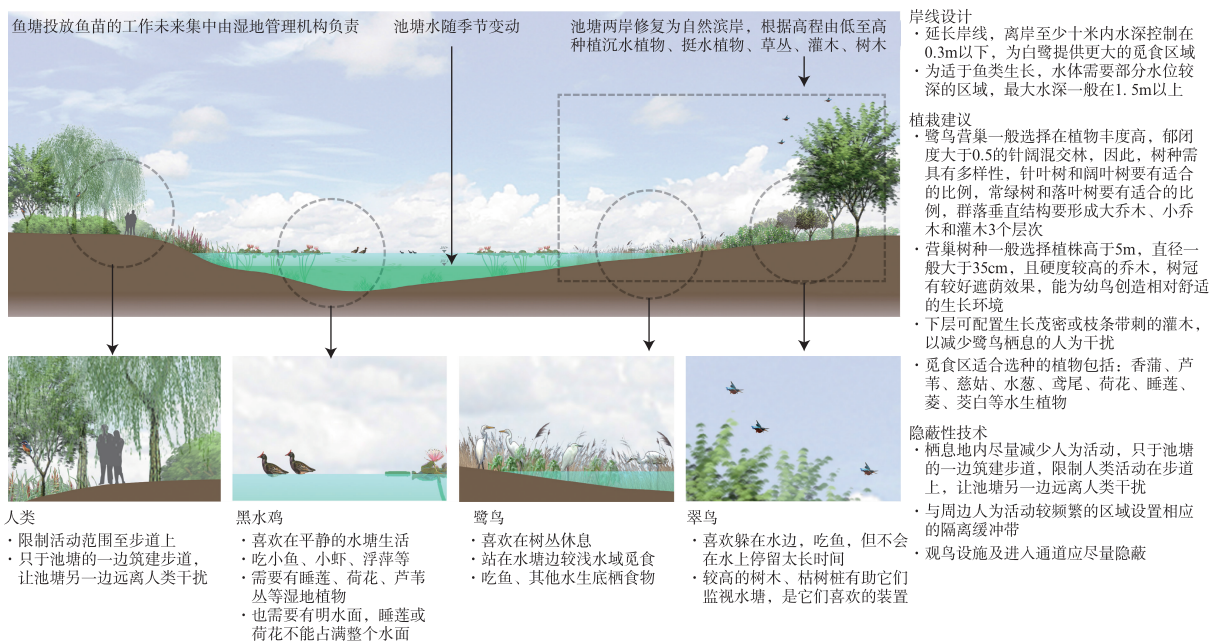 鱼塘投放鱼苗的工作未来集中由湿地管理机构负责
池塘水随季节变动
池塘两岸修复为自然滨岸，根据高程由低至高
种植沉水植物、挺水植物、草丛、灌木、树木
人类
· 限制活动范围至步道上
· 只于池塘的一边筑建步道，
让池塘另一边远离人类干扰
黑水鸡
· 喜欢在平静的水塘生活
· 吃小鱼、小虾、浮萍等
· 需要有睡莲、荷花、芦苇
丛等湿地植物
· 也需要有明水面，睡莲或
荷花不能占满整个水面
鹭鸟
· 喜欢在树丛休息
· 站在水塘边较浅水域觅食
· 吃鱼、其他水生底栖食物
翠鸟
· 喜欢躲在水边，吃鱼，但不会
在水上停留太长时间
· 较高的树木、枯树桩有助它们
监视水塘，是它们喜欢的装置
岸线设计
· 延长岸线，离岸至少十米内水深控制在
0.3m以下，为白鹭提供更大的觅食区域
· 为适于鱼类生长，水体需要部分水位较
深的区域，最大水深一般在1. 5m以上
植栽建议
· 鹭鸟营巢一般选择在植物丰度高，郁闭
度大于0.5的针阔混交林，因此，树种需
具有多样性，针叶树和阔叶树要有适合
的比例，常绿树和落叶树要有适合的比
例，群落垂直结构要形成大乔木、小乔
木和灌木3个层次
· 营巢树种一般选择植株高于5m，直径一
般大于35cm，且硬度较高的乔木，树冠
有较好遮荫效果，能为幼鸟创造相对舒适
的生长环境
· 下层可配置生长茂密或枝条带刺的灌木，
以减少鹭鸟栖息的人为干扰
· 觅食区适合选种的植物包括：香蒲、芦
苇、慈姑、水葱、鸢尾、荷花、睡莲、
菱、茭白等水生植物
隐蔽性技术
· 栖息地内尽量减少人为活动，只于池塘
的一边筑建步道，限制人类活动在步道
上，让池塘另一边远离人类干扰
· 与周边人为活动较频繁的区域设置相应
的隔离缓冲带
· 观鸟设施及进入通道应尽量隐蔽